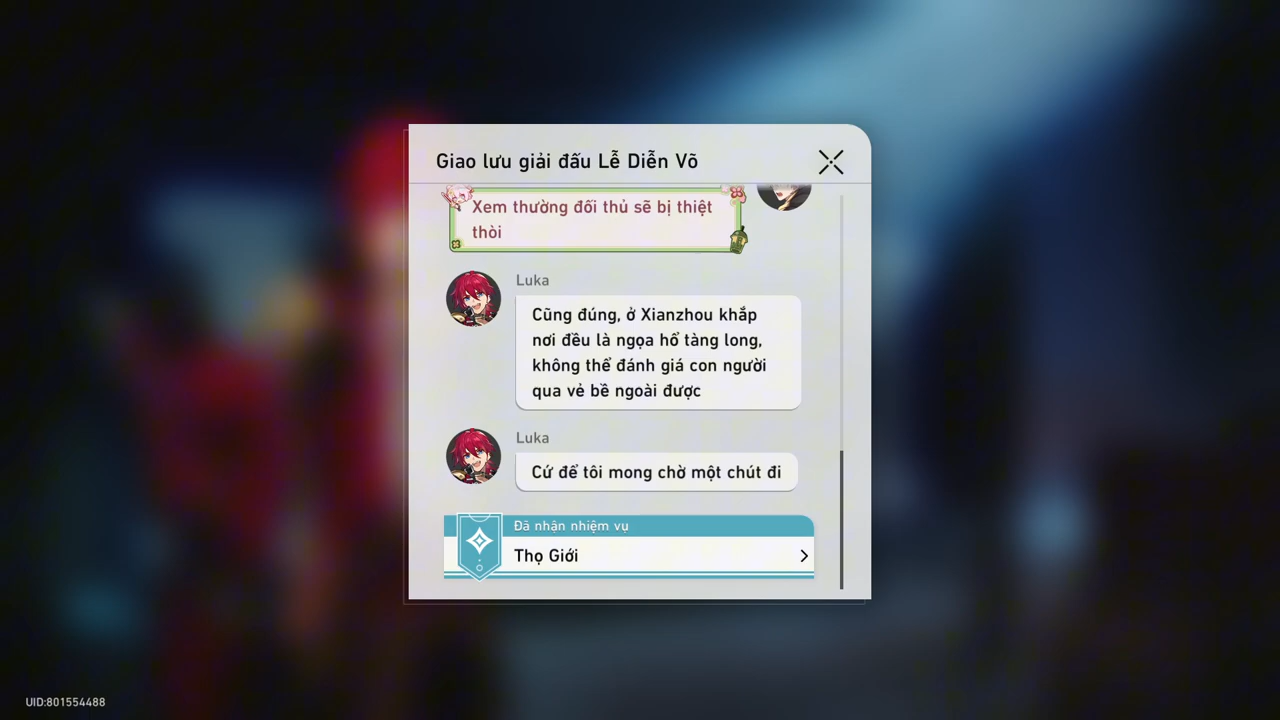 Giao lưu giải đấu Lễ Diễn Võ
Xem thường đối thủ sẽ bị thiệt
thòi
Luka
Cũng đúng, ở Xianzhou khắp
nơi đều là ngọa hổ tàng long,
không thể đánh giá con người
qua vẻ bề ngoài được
Luka
Cứ để tôi mong chờ một chút đi
Đã nhận nhiệm vụ
Thọ Giới
UID:801554488